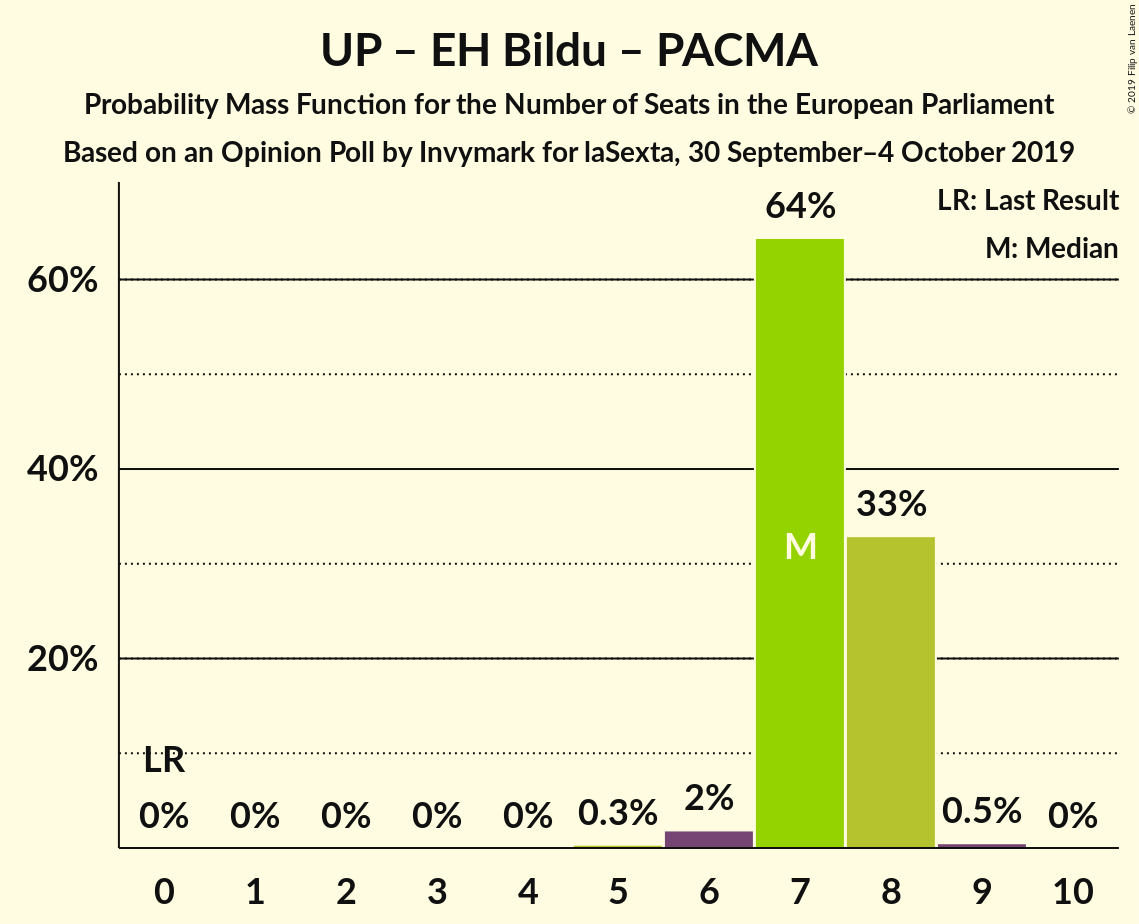 UP – EH Bildu – PACMA
Probability Mass Function for the Number of Seats in the European Parliament
Based on an Opinion Poll by Invymark for laSexta, 30 September–4 October 2019
© 2019 Filip van Laenen
LR: Last Result
M: Median
64%
60%
40%
33%
M
20%
LR
0% 0% 0% 0% 0% 0.3% 2% 0.5% 0%
0 1 2 3 4 5 6 7 8 9 10